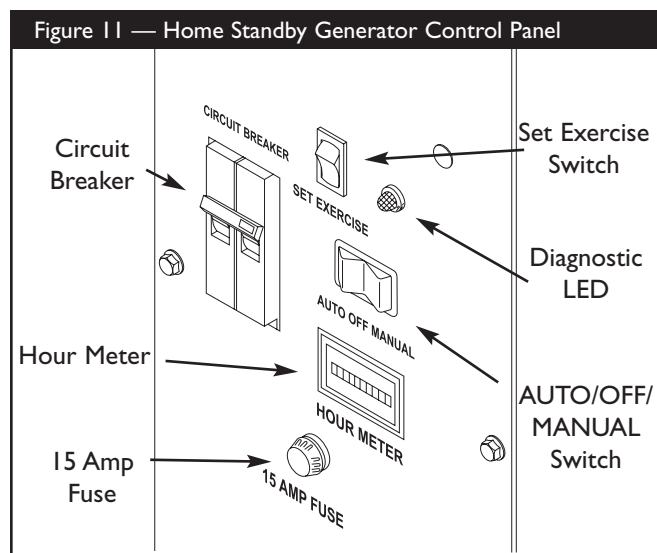 Figure 11 — Home Standby Generator Control Panel
Circuit
Breaker
CIRCUIT BREAKER
SET EXERCISE
Set Exercise
Switch
Diagnostic
LED
AUTO OFF MANUAL
Hour Meter
HOUR METER
AUTO/OFF/
MANUAL
Switch
15 Amp
Fuse
15 AMP FUSE